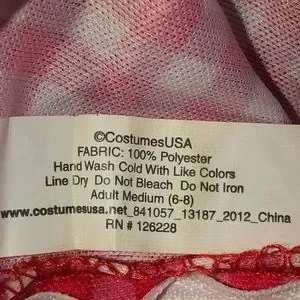 ©CostumesUSA
FABRIC: 100% Polyester
Hand Wash Cold With Like Colors
Line Dry Do Not Bleach Do Not Iron
Adult Medium (6-8)
www.costumesusa.net_841057_13187_2012_China
RN # 126228